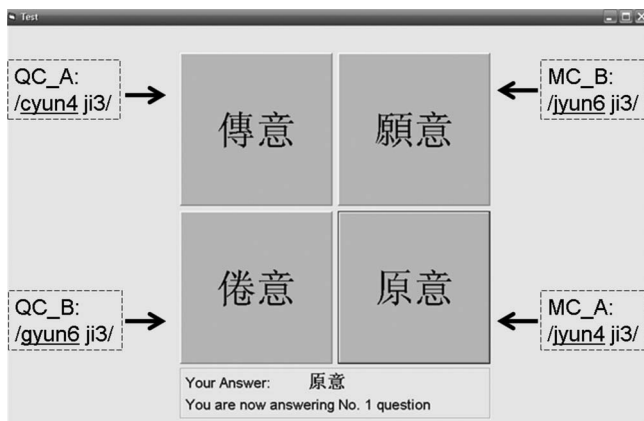 Test
QC_A:
/cyun4 ji3/
傳意
願意
MC_B:
/jyun6 ji3/
QC_B:
/gyun6 ji3/
倦意
原意
MC_A:
/jyun4 ji3/
Your Answer: 原意
You are now answering No. 1 question